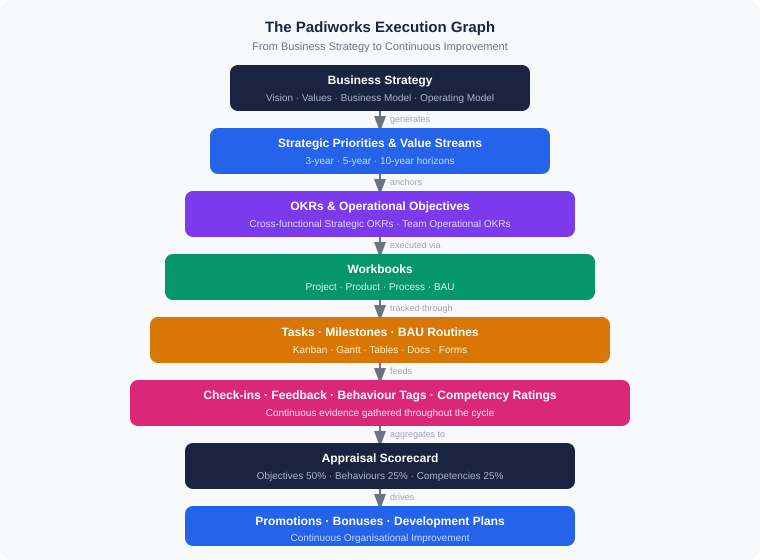 The Padiworks Execution Graph
From Business Strategy to Continuous Improvement
Business Strategy
Vision · Values · Business Model · Operating Model
generates
Strategic Priorities & Value Streams
3-year · 5-year · 10-year horizons
anchors
OKRs & Operational Objectives
Cross-functional Strategic OKRs · Team Operational OKRs
executed via
Workbooks
Project · Product · Process · BAU
tracked through
Tasks · Milestones · BAU Routines
Kanban · Gantt · Tables · Docs · Forms
feeds
Check-ins · Feedback · Behaviour Tags · Competency Ratings
Continuous evidence gathered throughout the cycle
aggregates to
Appraisal Scorecard
Objectives 50% · Behaviours 25% · Competencies 25%
drives
Promotions · Bonuses · Development Plans
Continuous Organisational Improvement